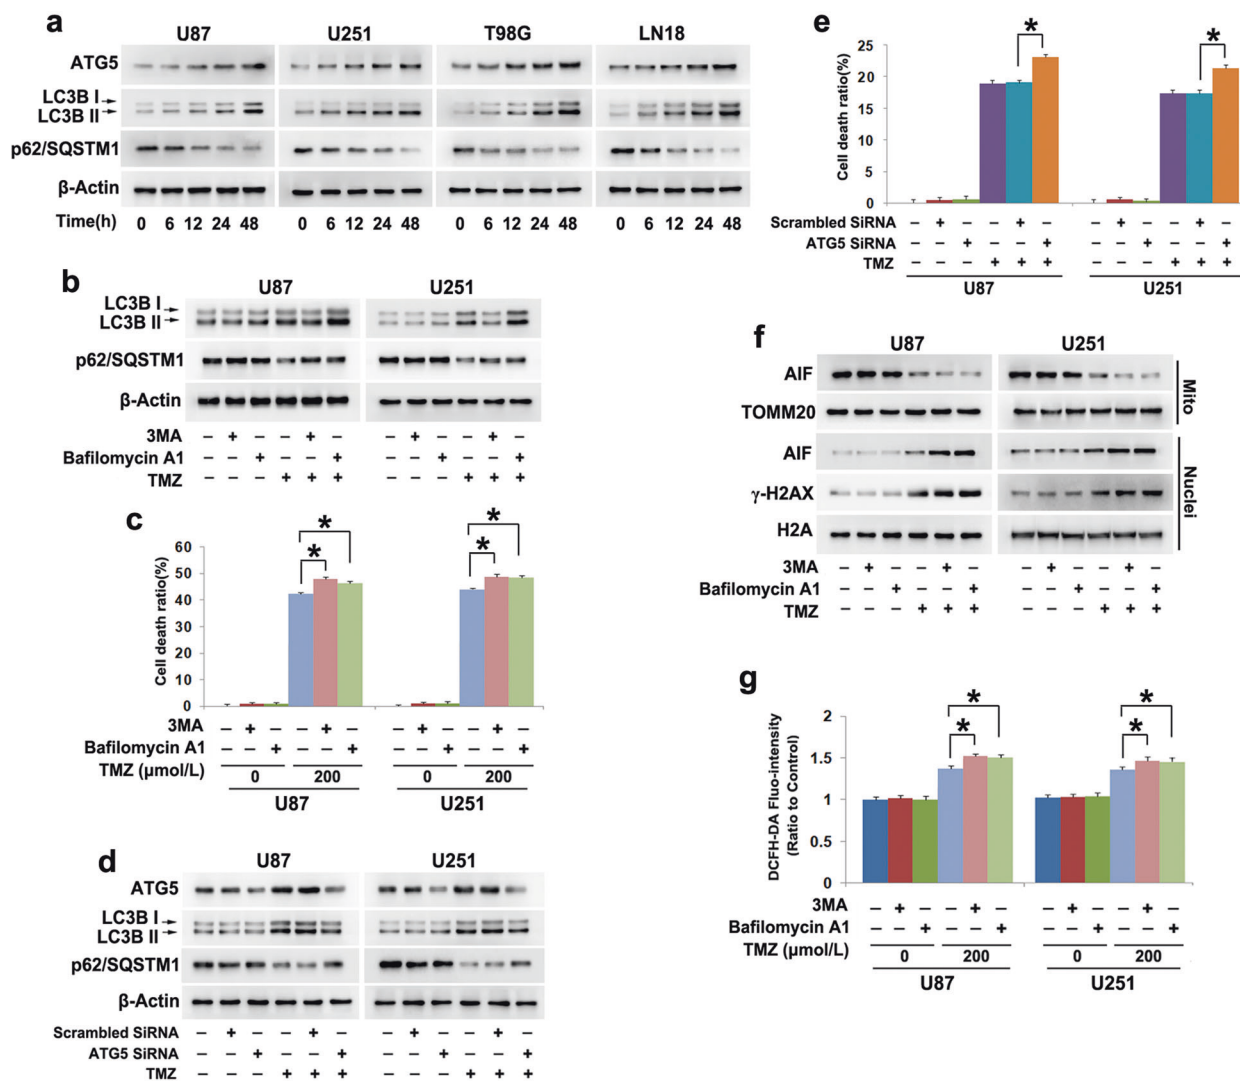 a
U87 U251 T98G LN18
ATG5
LC3B I
LC3B II
p62/SQSTM1
β-Actin
Time(h) 0 6 12 24 48 0 6 12 24 48 0 6 12 24 48 0 6 12 24 48
b
U87 U251
LC3B I
LC3B II
p62/SQSTM1
β-Actin
3MA – + – – + – – + – – + –
Bafilomycin A1 – – + – – + – – + – – +
TMZ – – – + + + – – – + + +
c
Cell death ratio(%)
60
50
40
30
20
10
0
* * * *
3MA – + – – + – – + – – + –
Bafilomycin A1 – – + – – + – – + – – +
TMZ (μmol/L) 0 200 0 200
U87 U251
d
U87 U251
ATG5
LC3B I
LC3B II
p62/SQSTM1
β-Actin
Scrambled SiRNA – + – – + – – + – – + –
ATG5 SiRNA – – + – – + – – + – – +
TMZ – – – + + + – – – + + +
e
Cell death ratio(%)
25
20
15
10
5
0
* *
Scrambled SiRNA – + – – + – – + – – + –
ATG5 SiRNA – – + – – + – – + – – +
TMZ – – – + + + – – – + + +
U87 U251
f
U87 U251
AIF
TOMM20
Mito
AIF
γ-H2AX
H2A
Nuclei
3MA – + – – + – – + – – + –
Bafilomycin A1 – – + – – + – – + – – +
TMZ – – – + + + – – – + + +
g
DCFH-DA Fluo-intensity
(Ratio to Control)
2
1.5
1
0.5
0
* * * *
3MA – + – – + – – + – – + –
Bafilomycin A1 – – + – – + – – + – – +
TMZ (μmol/L) 0 200 0 200
U87 U251